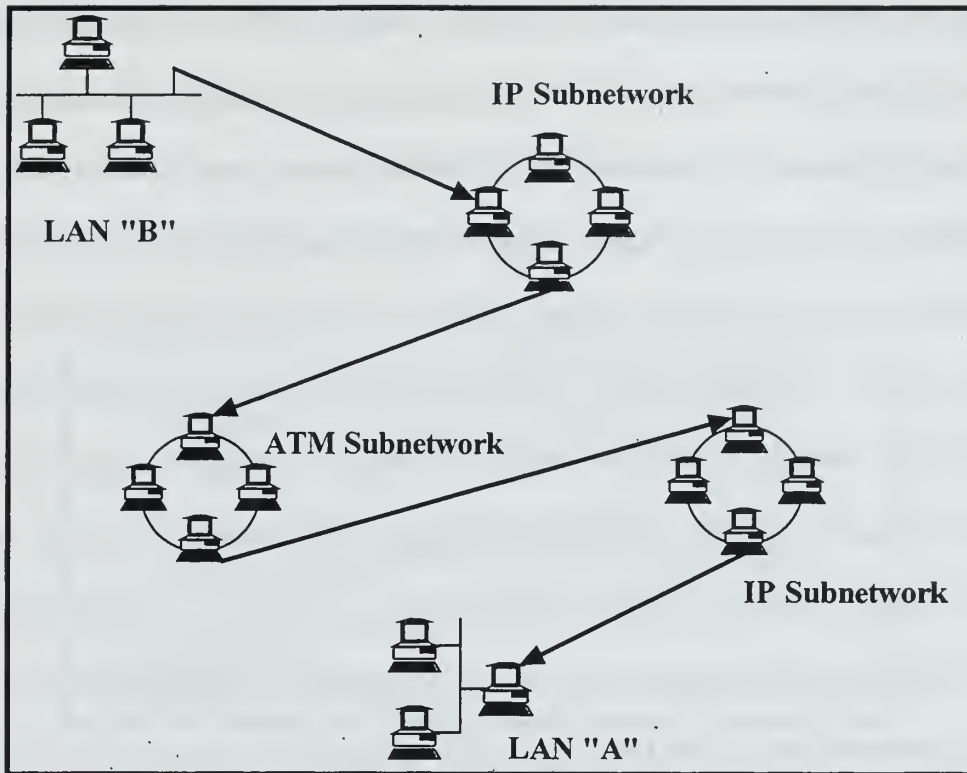 IP Subnetwork
LAN "B"
ATM Subnetwork
IP Subnetwork
LAN "A"